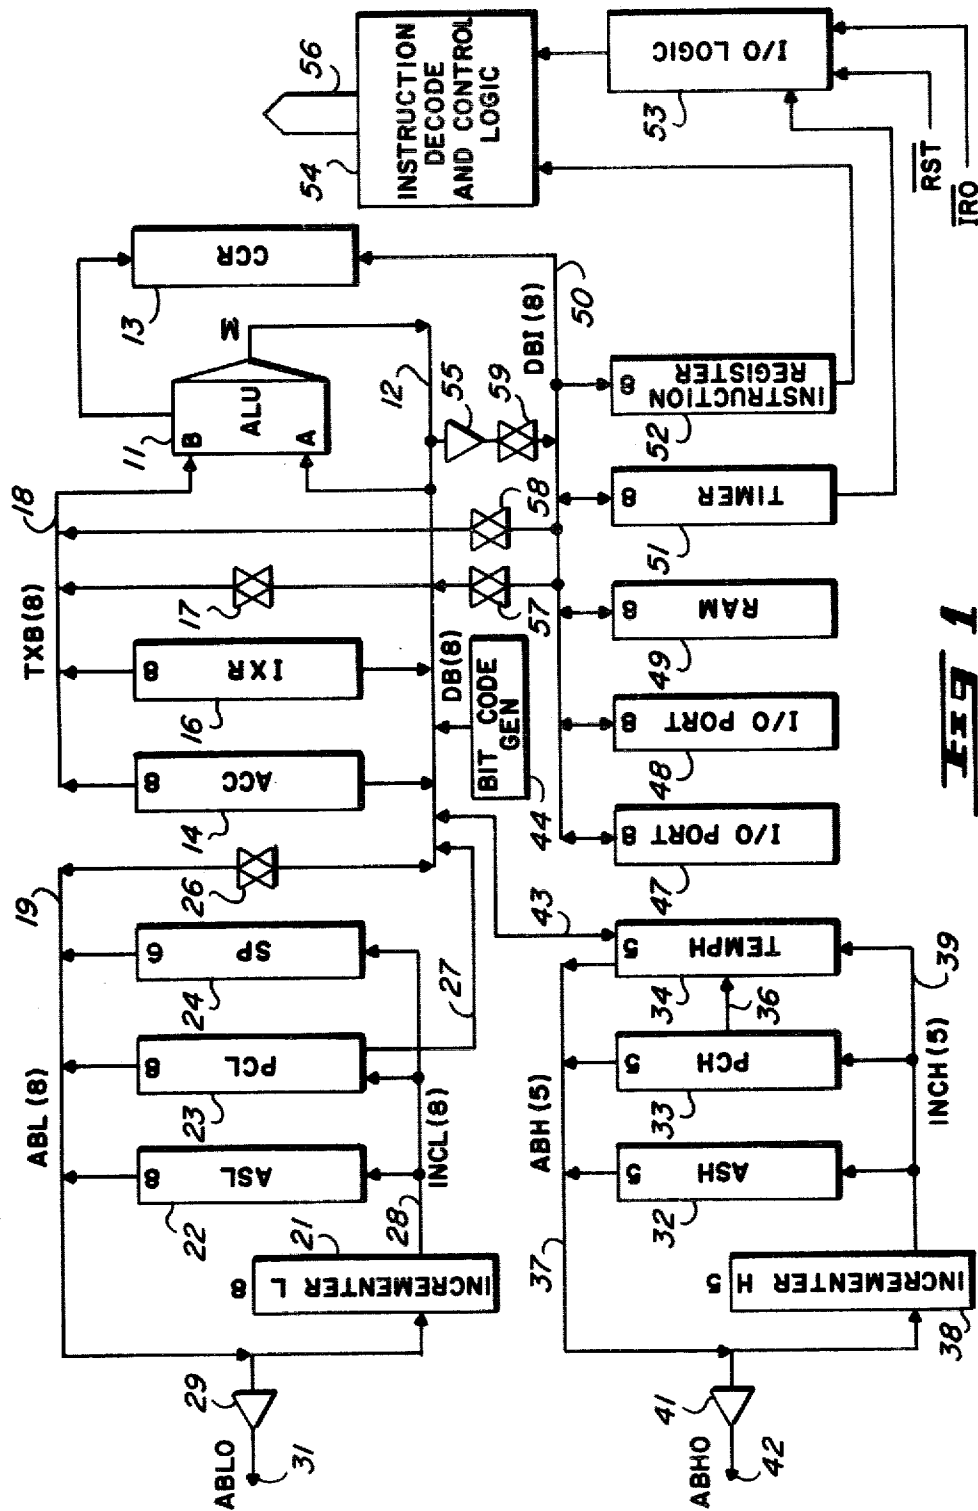 ABLO
31
29
ABL (8)
19
TXB (8)
18
8
ASL
22
8
PCL
23
6
SP
24
26
8
ACC
14
8
IXR
16
17
B
A
ALU
11
M
CCR
13
INSTRUCTION
DECODE
AND CONTROL
LOGIC
54
56
8
INCREMENTER L
21
28
INCL (8)
27
DB (8)
12
BIT CODE
GEN
44
57
58
55
59
DBI (8)
50
ABHO
42
41
37
ABH (5)
43
5
ASH
32
5
PCH
33
36
5
TEMPH
34
8
I/O PORT
47
8
I/O PORT
48
8
RAM
49
8
TIMER
51
8
INSTRUCTION
REGISTER
52
I/O LOGIC
53
5
INCREMENTER H
38
INCH (5)
39
RST
IRO
FIG 1